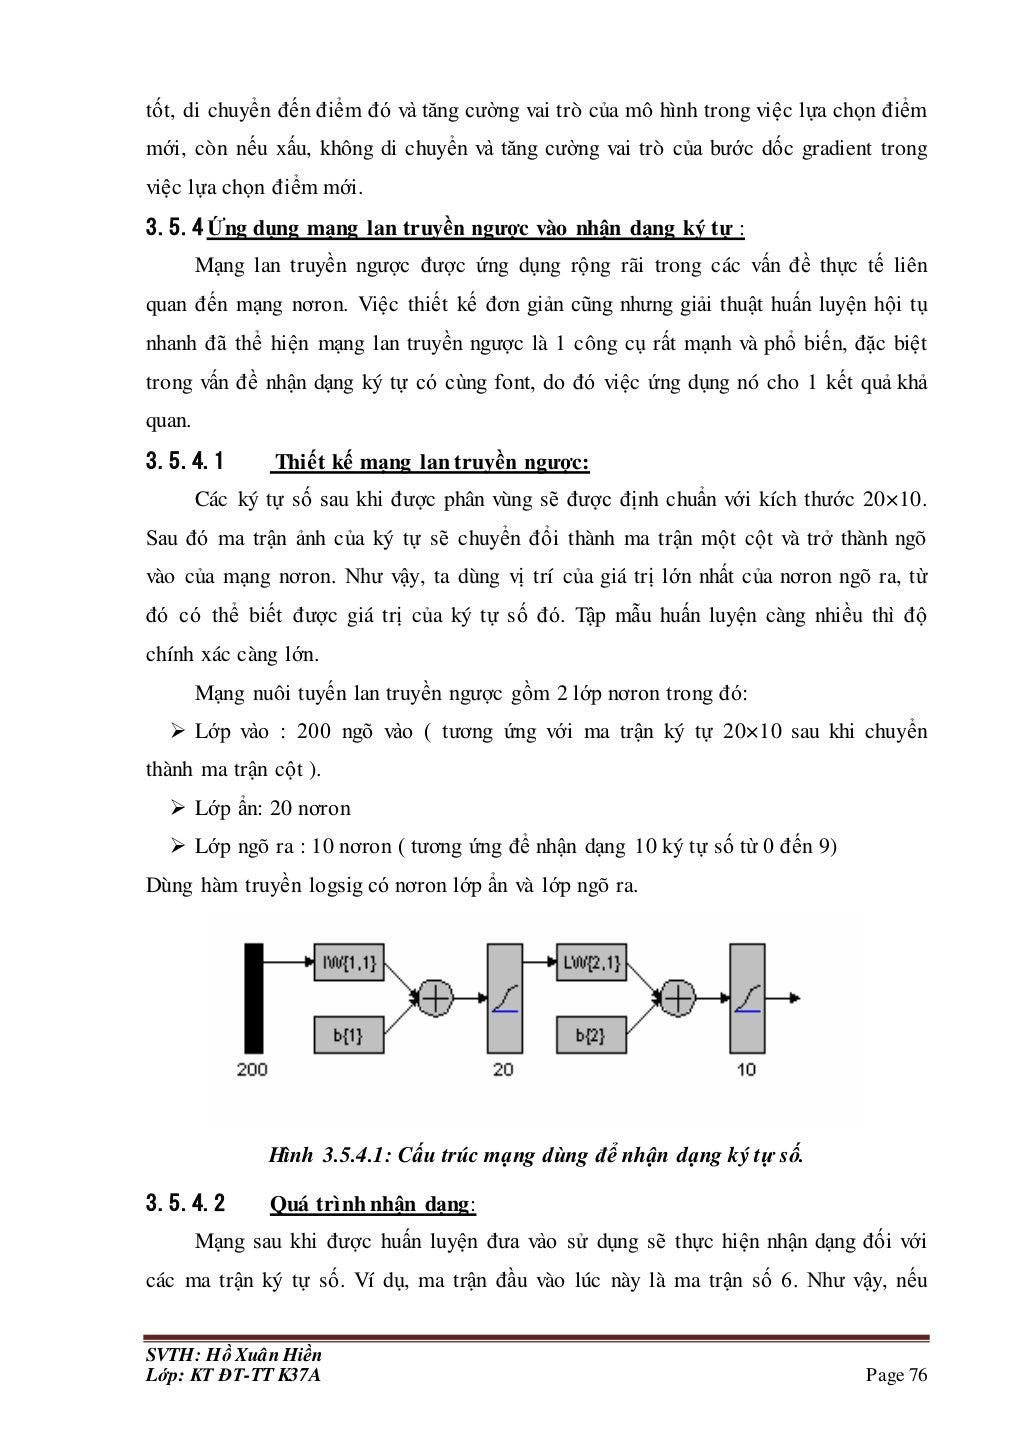 tốt, di chuyển đến điểm đó và tăng cường vai trò của mô hình trong việc lựa chọn điểm
mới, còn nếu xấu, không di chuyển và tăng cường vai trò của bước dốc gradient trong
việc lựa chọn điểm mới.
3.5.4 Ứng dụng mạng lan truyền ngược vào nhận dạng ký tự :
Mạng lan truyền ngược được ứng dụng rộng rãi trong các vấn đề thực tế liên
quan đến mạng nơron. Việc thiết kế đơn giản cũng nhưng giải thuật huấn luyện hội tụ
nhanh đã thể hiện mạng lan truyền ngược là 1 công cụ rất mạnh và phổ biến, đặc biệt
trong vấn đề nhận dạng ký tự có cùng font, do đó việc ứng dụng nó cho 1 kết quả khả
quan.
3.5.4.1 Thiết kế mạng lan truyền ngược:
Các ký tự số sau khi được phân vùng sẽ được định chuẩn với kích thước 20×10.
Sau đó ma trận ảnh của ký tự sẽ chuyển đổi thành ma trận một cột và trở thành ngõ
vào của mạng nơron. Như vậy, ta dùng vị trí của giá trị lớn nhất của nơron ngõ ra, từ
đó có thể biết được giá trị của ký tự số đó. Tập mẫu huấn luyện càng nhiều thì độ
chính xác càng lớn.
Mạng nuôi tuyến lan truyền ngược gồm 2 lớp nơron trong đó:
➢ Lớp vào : 200 ngõ vào ( tương ứng với ma trận ký tự 20×10 sau khi chuyển
thành ma trận cột ).
➢ Lớp ẩn: 20 nơron
➢ Lớp ngõ ra : 10 nơron ( tương ứng để nhận dạng 10 ký tự số từ 0 đến 9)
Dùng hàm truyền logsig có nơron lớp ẩn và lớp ngõ ra.
IW{1,1} LW{2,1}
b{1} b{2}
200 20 10
Hình 3.5.4.1: Cấu trúc mạng dùng để nhận dạng ký tự số.
3.5.4.2 Quá trình nhận dạng:
Mạng sau khi được huấn luyện đưa vào sử dụng sẽ thực hiện nhận dạng đối với
các ma trận ký tự số. Ví dụ, ma trận đầu vào lúc này là ma trận số 6. Như vậy, nếu
SVTH: Hồ Xuân Hiền
Lớp: KT ĐT-TT K37A Page 76